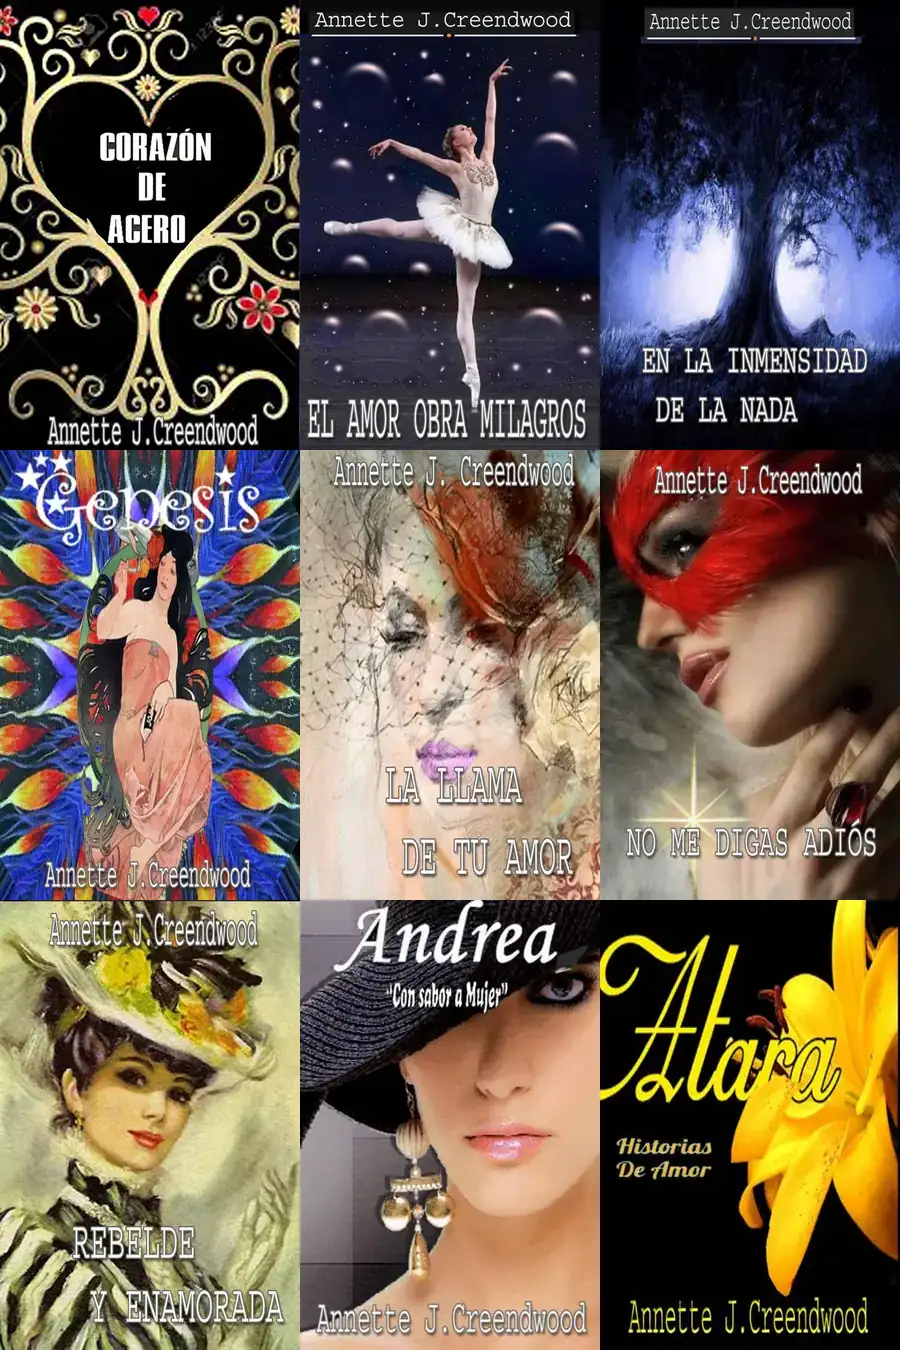 CORAZÓN
DE
ACERO
Annette J.Creendwood
Annette J.Creendwood
EL AMOR OBRA MILAGROS
Annette J.Creendwood
EN LA INMENSIDAD
DE LA NADA
Genesis
Annette J.Creendwood
Annette J. Creendwood
LA LLAMA
DE TU AMOR
Annette J.Creendwood
NO ME DIGAS ADIÓS
Annette J.Creendwood
REBELDE
Y ENAMORADA
Andrea
"Con sabor a Mujer"
Annette J.Creendwood
Atara
Historias
De Amor
Annette J.Creendwood